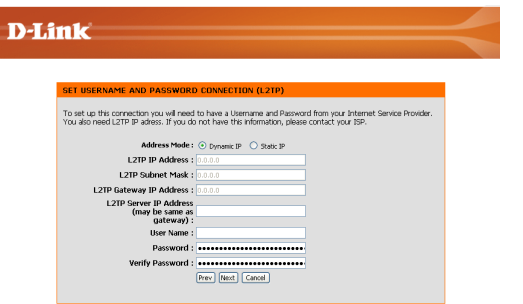 D-Link
SET USERNAME AND PASSWORD CONNECTION (L2TP)
To set up this connection you will need to have a Username and Password from your Internet Service Provider.
You also need L2TP IP adress. If you do not have this information, please contact your ISP.
Address Mode : Dynamic IP Static IP
L2TP IP Address : 0.0.0.0
L2TP Subnet Mask : 0.0.0.0
L2TP Gateway IP Address : 0.0.0.0
L2TP Server IP Address
(may be same as
gateway) :
User Name :
Password : ••••••••••••••••••••••••
Verify Password : ••••••••••••••••••••••••
Prev Next Cancel